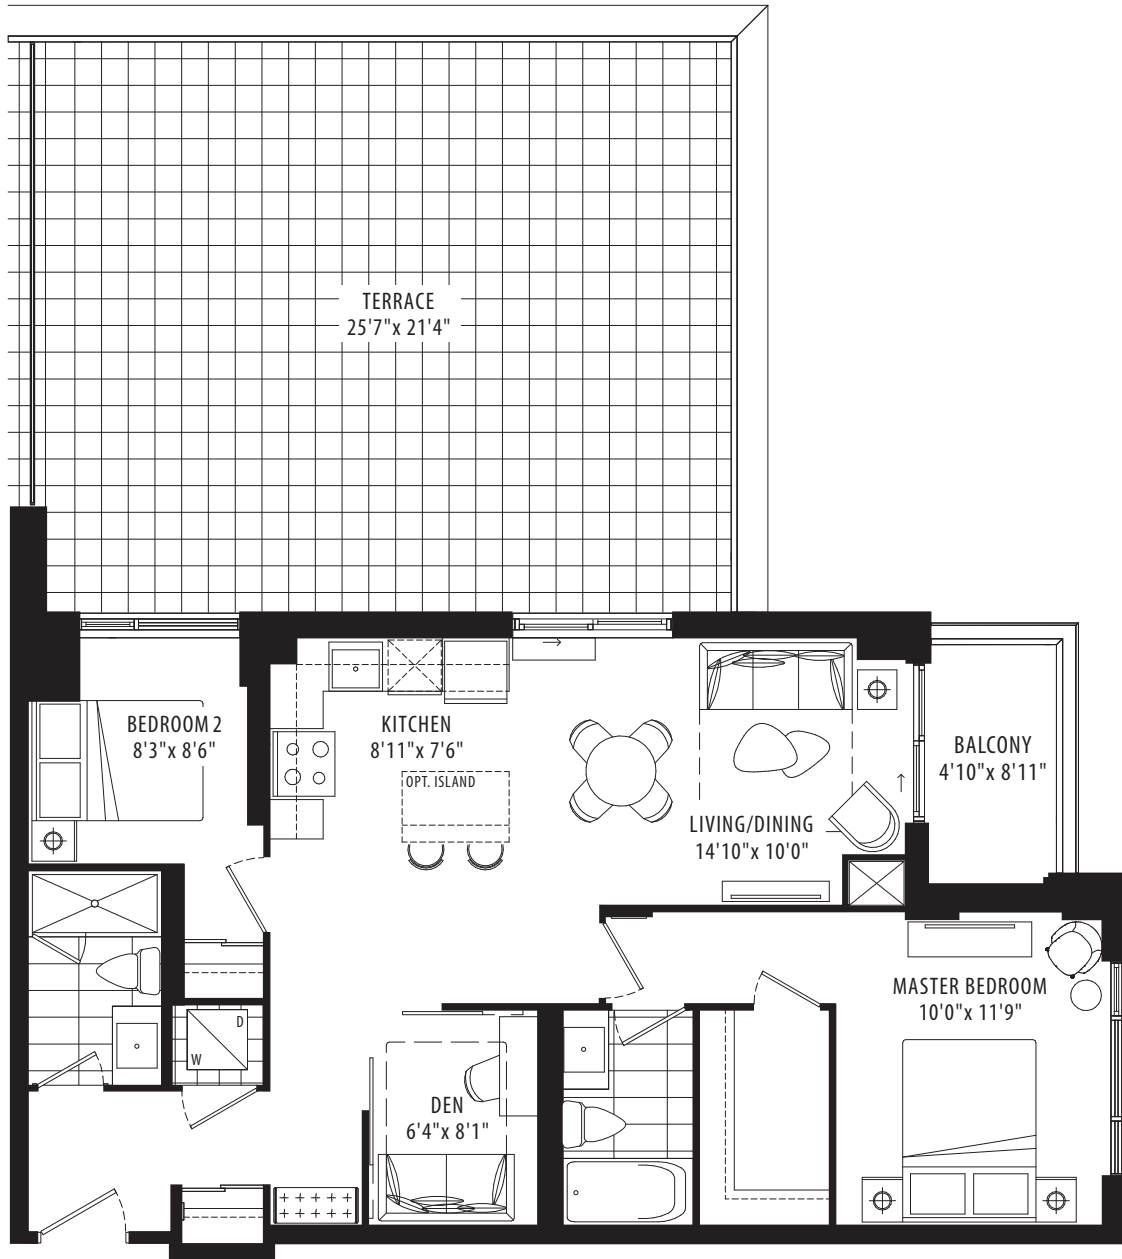 TERRACE
25'7"x 21'4"
BEDROOM 2
8'3"x 8'6"
KITCHEN
8'11"x 7'6"
OPT. ISLAND
LIVING/DINING
14'10"x 10'0"
BALCONY
4'10"x 8'11"
MASTER BEDROOM
10'0"x 11'9"
D
W
DEN
6'4"x 8'1"